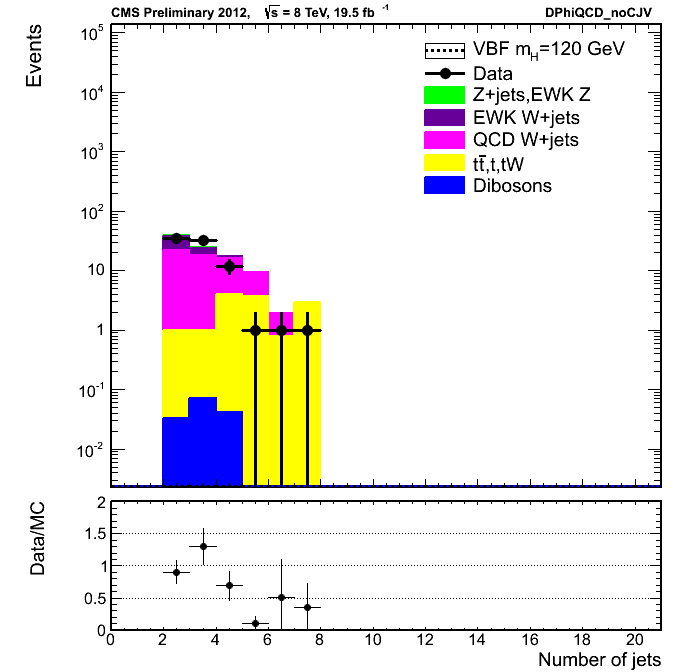 CMS Preliminary 2012, √s = 8 TeV, 19.5 fb⁻¹ DPhiQCD_noCJV
Events
10⁵
10⁴
10³
10²
10
1
10⁻¹
10⁻²
VBF m_H=120 GeV
Data
Z+jets,EWK Z
EWK W+jets
QCD W+jets
tt̄,t,tW
Dibosons
Data/MC
2
1.5
1
0.5
0
0 2 4 6 8 10 12 14 16 18 20
Number of jets